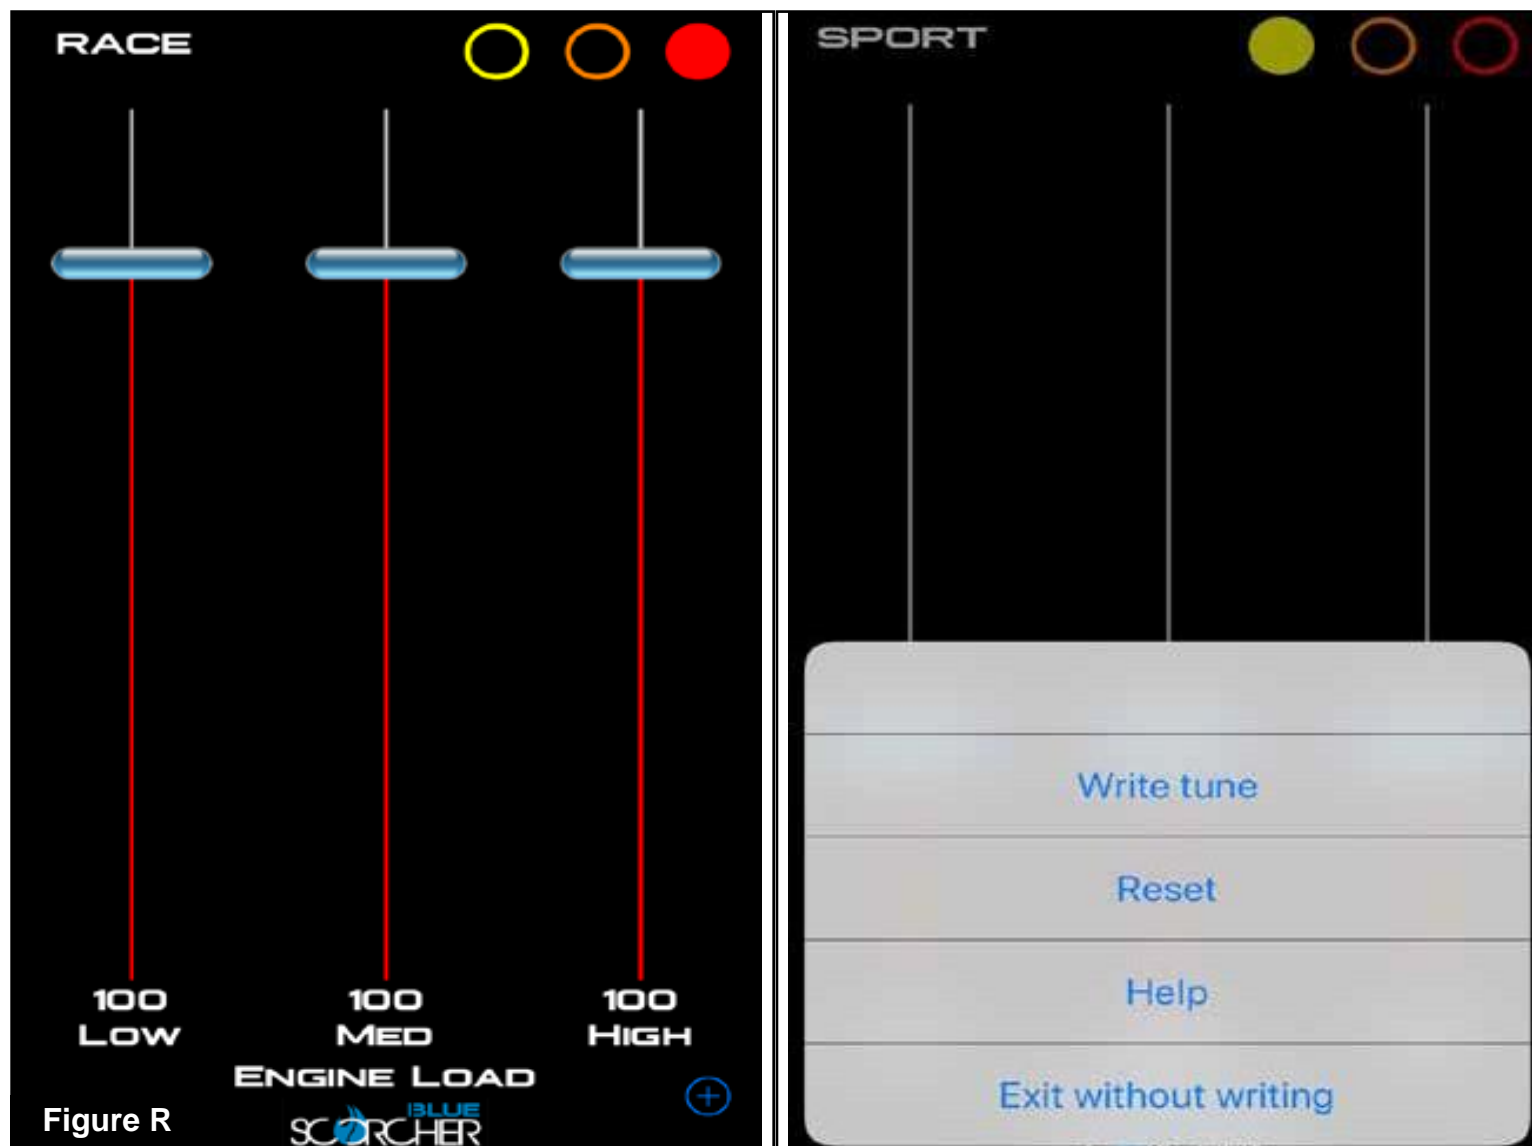 RACE
100 100 100
LOW MED HIGH
ENGINE LOAD
Figure R
BLUE
SCORCHER
SPORT
Write tune
Reset
Help
Exit without writing